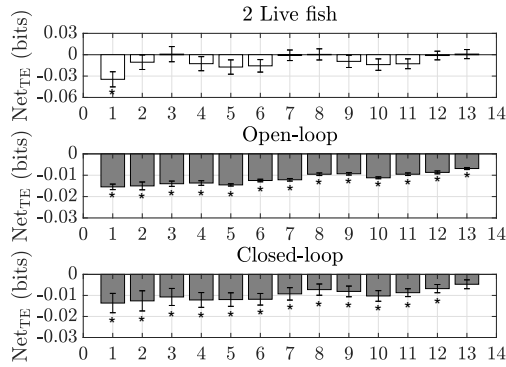 2 Live fish
Net_TE (bits)
0.03
0
-0.03
-0.06
*
0 1 2 3 4 5 6 7 8 9 10 11 12 13 14
Open-loop
Net_TE (bits)
0
-0.01
-0.02
-0.03
* * * * * * * * * * * * *
0 1 2 3 4 5 6 7 8 9 10 11 12 13 14
Closed-loop
Net_TE (bits)
0
-0.01
-0.02
-0.03
* * * * * * * * * * * *
0 1 2 3 4 5 6 7 8 9 10 11 12 13 14